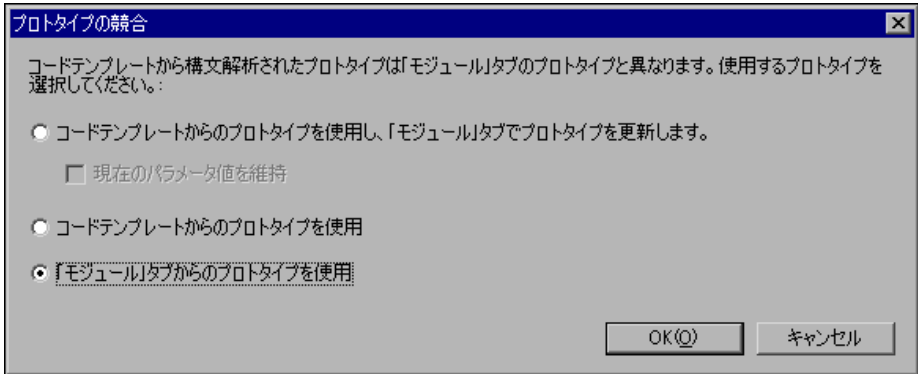 プロトタイプの競合
コードテンプレートから構文解析されたプロトタイプは「モジュール」タブのプロトタイプと異なります。使用するプロトタイプを
選択してください。:
コードテンプレートからのプロトタイプを使用し、「モジュール」タブでプロトタイプを更新します。
現在のパラメータ値を維持
コードテンプレートからのプロトタイプを使用
「モジュール」タブからのプロトタイプを使用
OK(O) キャンセル